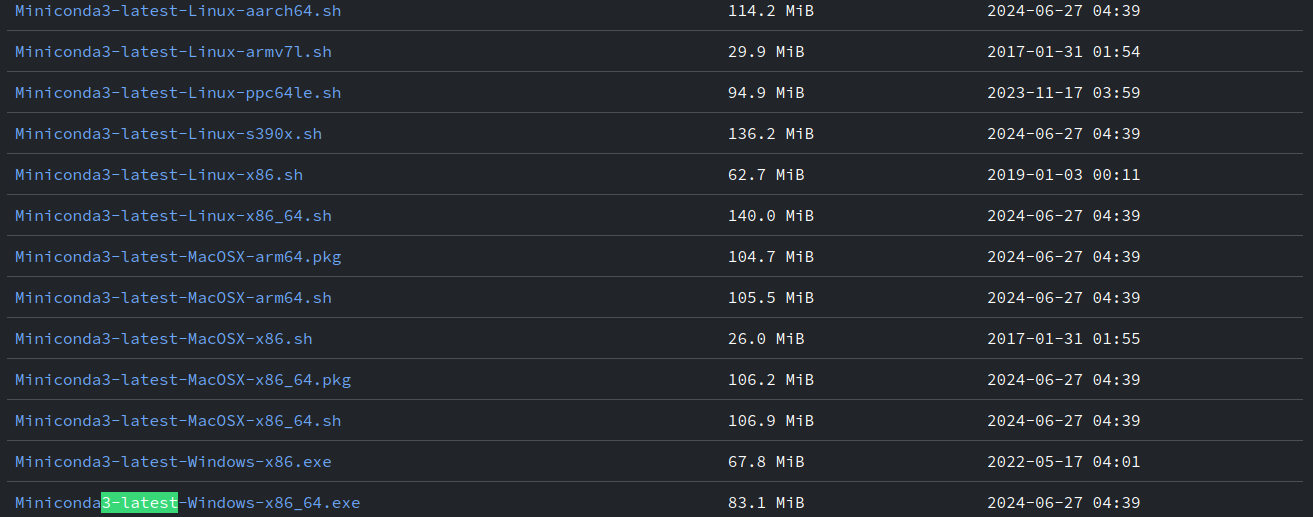 Miniconda3-latest-Linux-aarch64.sh 114.2 MiB 2024-06-27 04:39
Miniconda3-latest-Linux-armv7l.sh 29.9 MiB 2017-01-31 01:54
Miniconda3-latest-Linux-ppc64le.sh 94.9 MiB 2023-11-17 03:59
Miniconda3-latest-Linux-s390x.sh 136.2 MiB 2024-06-27 04:39
Miniconda3-latest-Linux-x86.sh 62.7 MiB 2019-01-03 00:11
Miniconda3-latest-Linux-x86_64.sh 140.0 MiB 2024-06-27 04:39
Miniconda3-latest-MacOSX-arm64.pkg 104.7 MiB 2024-06-27 04:39
Miniconda3-latest-MacOSX-arm64.sh 105.5 MiB 2024-06-27 04:39
Miniconda3-latest-MacOSX-x86.sh 26.0 MiB 2017-01-31 01:55
Miniconda3-latest-MacOSX-x86_64.pkg 106.2 MiB 2024-06-27 04:39
Miniconda3-latest-MacOSX-x86_64.sh 106.9 MiB 2024-06-27 04:39
Miniconda3-latest-Windows-x86.exe 67.8 MiB 2022-05-17 04:01
Miniconda3-latest-Windows-x86_64.exe 83.1 MiB 2024-06-27 04:39